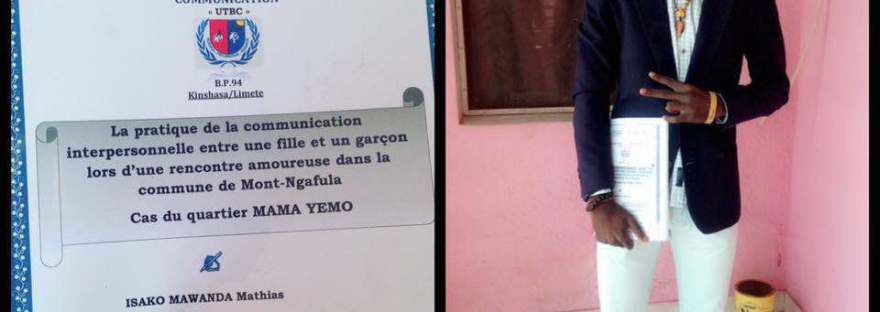 COMMUNICATION
« UTBC »
B.P.94
Kinshasa/Limete
La pratique de la communication
interpersonnelle entre une fille et un garçon
lors d'une rencontre amoureuse dans la
commune de Mont-Ngafula
Cas du quartier MAMA YEMO
ISAKO MAWANDA Mathias